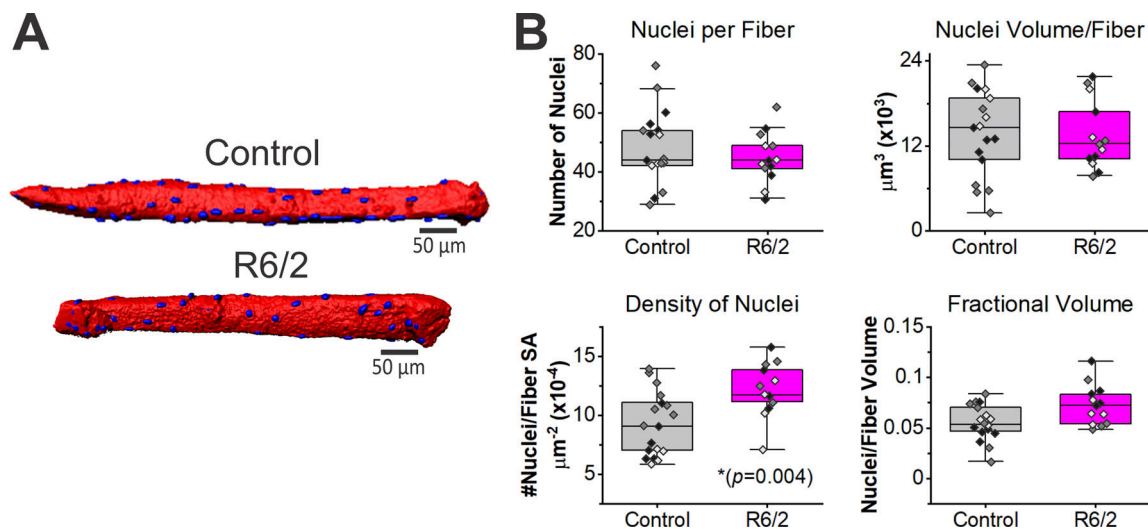 A
Control
50 μm
R6/2
50 μm
B
Nuclei per Fiber
Number of Nuclei
80
60
40
20
Control
R6/2
Nuclei Volume/Fiber
μm³ (x10³)
24
12
0
Control
R6/2
Density of Nuclei
#Nuclei/Fiber SA
μm⁻² (x10⁻⁴)
15
10
5
*(p=0.004)
Control
R6/2
Fractional Volume
Nuclei/Fiber Volume
0.15
0.1
0.05
0
Control
R6/2